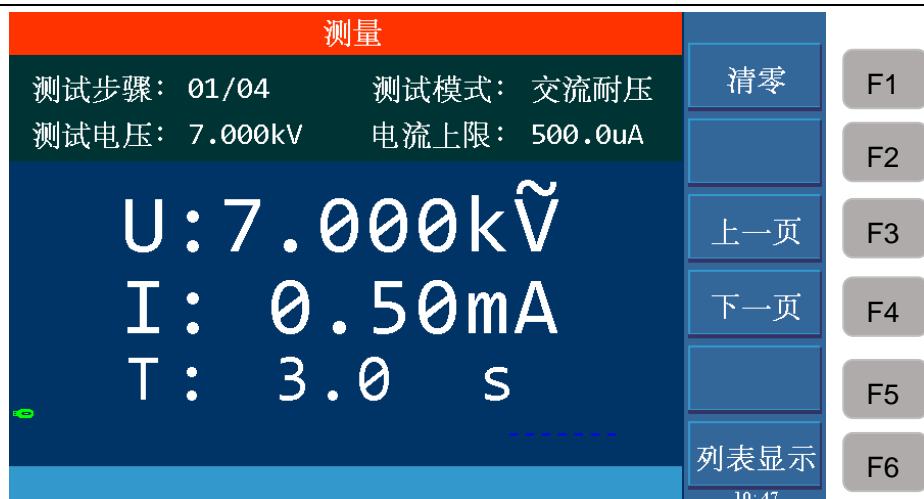 测量
测试步骤: 01/04 测试模式: 交流耐压
测试电压: 7.000kV 电流上限: 500.0uA
U:7.000kṼ
I: 0.50mA
T: 3.0 s
-------
清零
上一页
下一页
列表显示
10:47
F1
F2
F3
F4
F5
F6